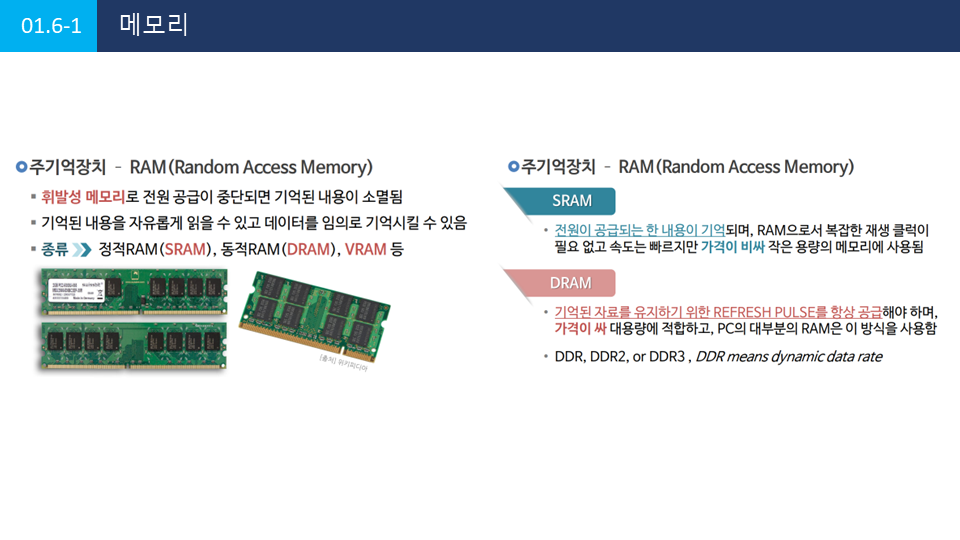 01.6-1
메모리
주기억장치 - RAM(Random Access Memory)
휘발성 메모리로 전원 공급이 중단되면 기억된 내용이 소멸됨
기억된 내용을 자유롭게 읽을 수 있고 데이터를 임의로 기억시킬 수 있음
종류 정적RAM(SRAM), 동적RAM(DRAM), VRAM 등
[출처] 위키피디아
주기억장치 - RAM(Random Access Memory)
SRAM
전원이 공급되는 한 내용이 기억되며, RAM으로서 복잡한 재생 클럭이
필요 없고 속도는 빠르지만 가격이 비싸 작은 용량의 메모리에 사용됨
DRAM
기억된 자료를 유지하기 위한 REFRESH PULSE를 항상 공급해야 하며,
가격이 싸 대용량에 적합하고, PC의 대부분의 RAM은 이 방식을 사용함
DDR, DDR2, or DDR3 , DDR means dynamic data rate